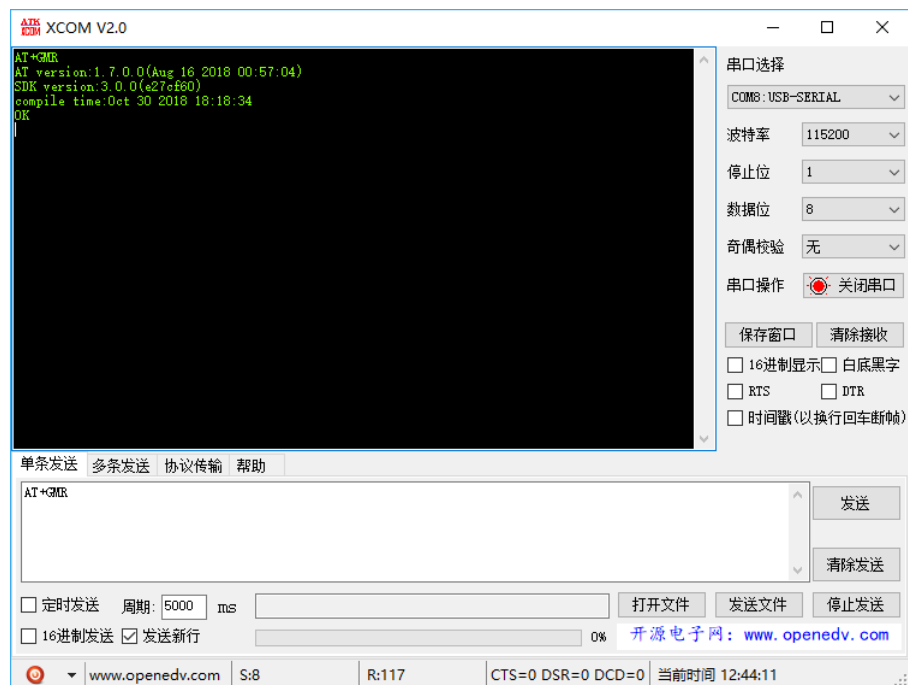 ATK
XCOM XCOM V2.0
AT+GMR
AT version:1.7.0.0(Aug 16 2018 00:57:04)
SDK version:3.0.0(e27cf60)
compile time:Oct 30 2018 18:18:34
OK
串口选择
COM8:USB-SERIAL
波特率 115200
停止位 1
数据位 8
奇偶校验 无
串口操作 关闭串口
保存窗口 清除接收
16进制显示 白底黑字
RTS DTR
时间戳(以换行回车断帧)
单条发送 多条发送 协议传输 帮助
AT+GMR
发送
清除发送
定时发送 周期: 5000 ms 打开文件 发送文件 停止发送
16进制发送 发送新行 0% 开源电子网: www.openedv.com
www.openedv.com S:8 R:117 CTS=0 DSR=0 DCD=0 当前时间 12:44:11